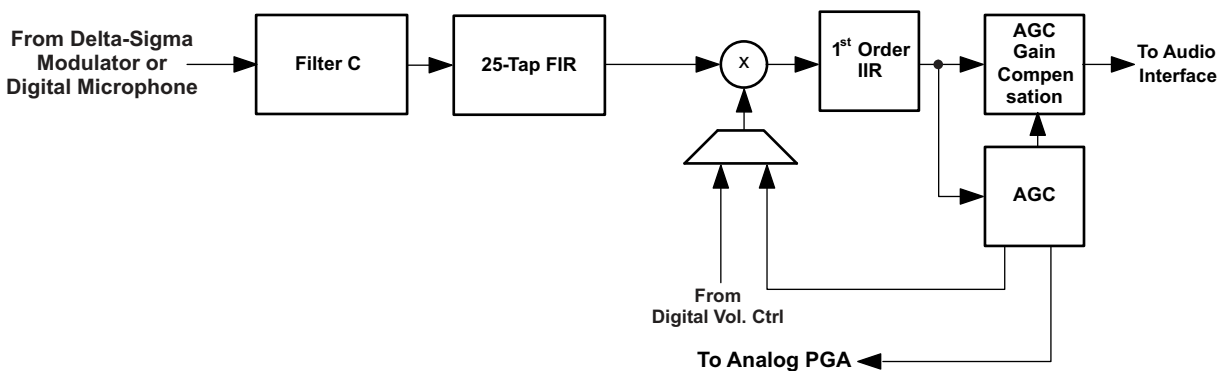 From Delta-Sigma
Modulator or
Digital Microphone
Filter C
25-Tap FIR
X
1st Order
IIR
AGC
Gain
Compen
sation
To Audio
Interface
AGC
From
Digital Vol. Ctrl
To Analog PGA